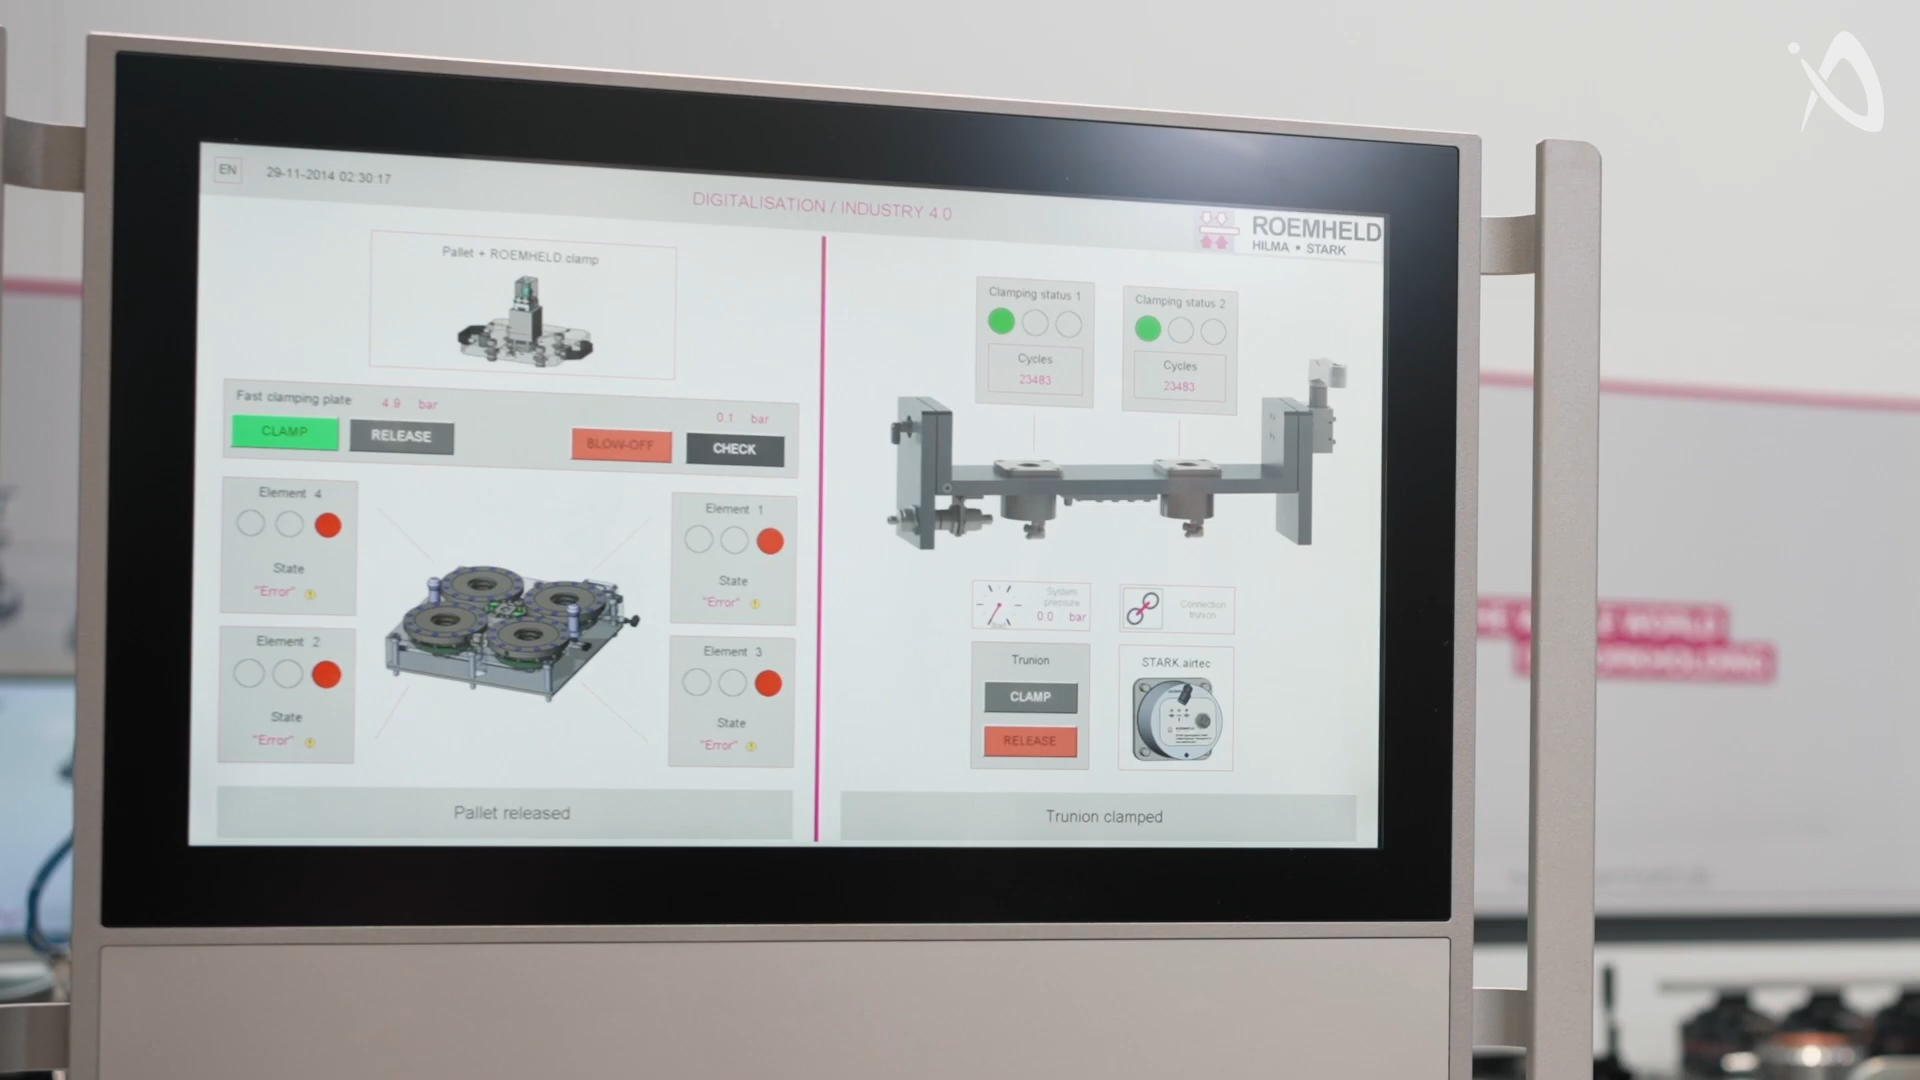 EN
29-11-2014 02:30:17
DIGITALISATION / INDUSTRY 4.0
ROEMHELD
HILMA • STARK
Pallet + ROEMHELD clamp
Fast clamping plate 4.9 bar
CLAMP
RELEASE
BLOW-OFF
0.1 bar
CHECK
Element 4
State
"Error"
Element 1
State
"Error"
Element 2
State
"Error"
Element 3
State
"Error"
Pallet released
Clamping status 1
Cycles
23483
Clamping status 2
Cycles
23483
System
pressure
0.0 bar
Connection
trunion
Trunion
CLAMP
RELEASE
STARK.airtec
Trunion clamped
WORLD